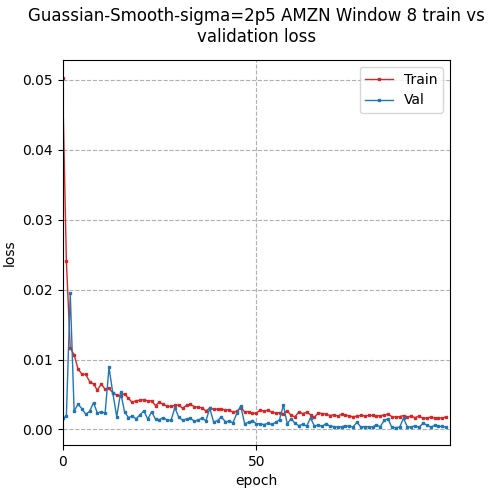 Guassian-Smooth-sigma=2p5 AMZN Window 8 train vs
validation loss
Train
Val
0.05
0.04
0.03
0.02
0.01
0.00
loss
0
50
epoch